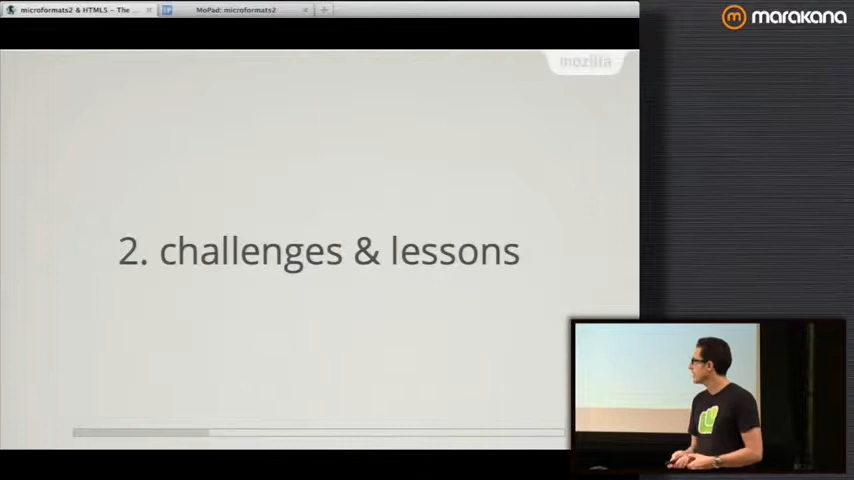 microformats2 & HTML5 – The ...
MoPad: microformats2
marakana
mozilla
2. challenges & lessons